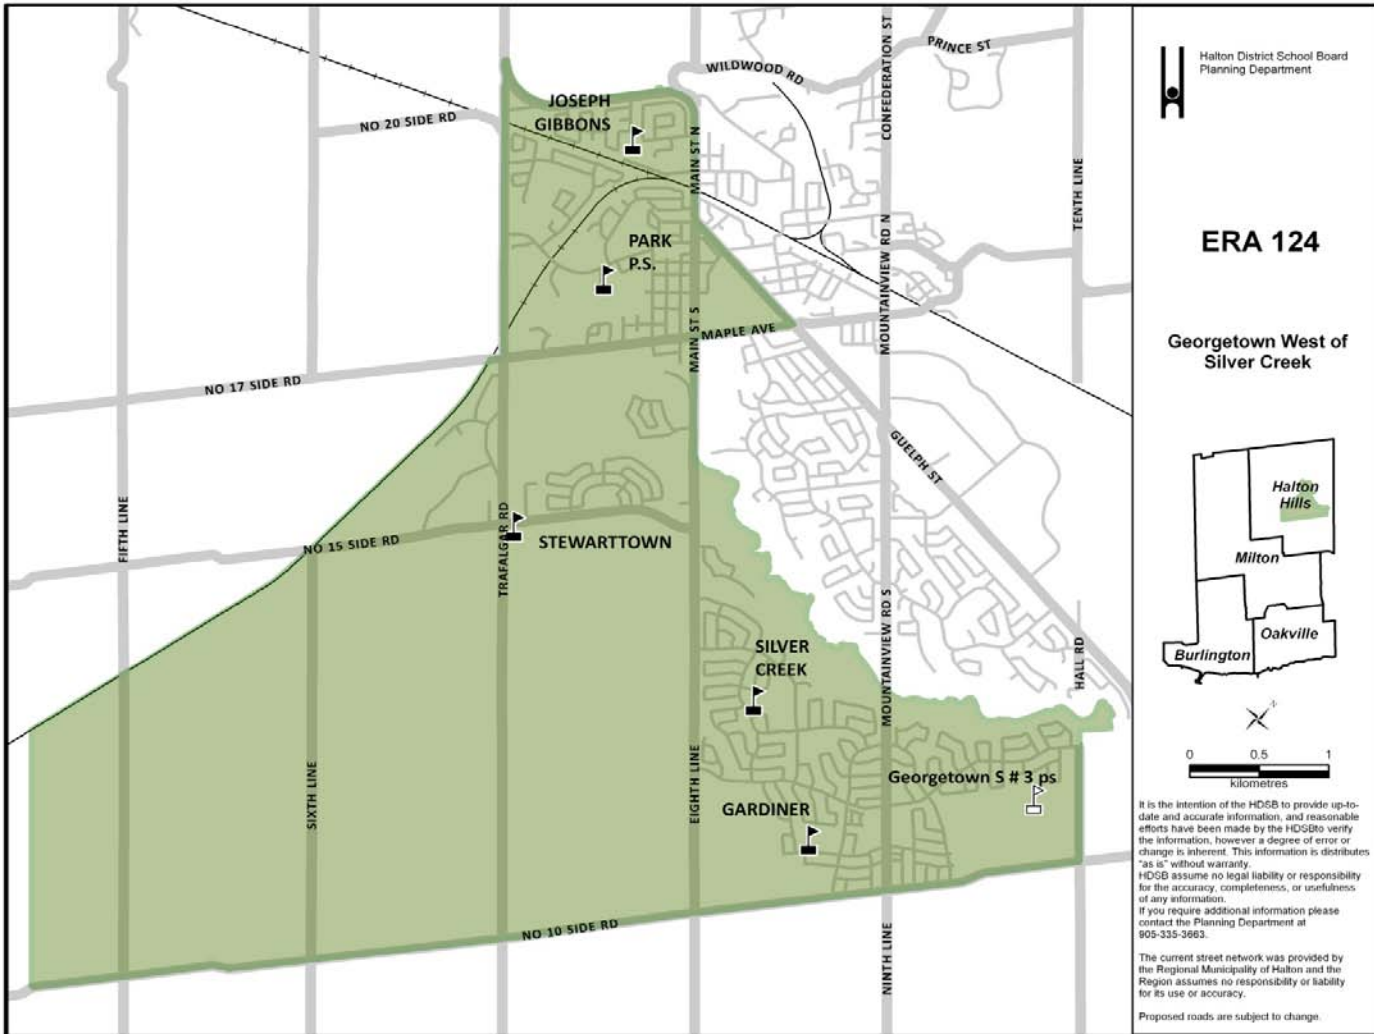 PRINCE ST
WILDWOOD RD
CONFEDERATION ST
JOSEPH
GIBBONS
NO 20 SIDE RD
MAIN ST N
TENTH LINE
PARK
P.S.
MOUNTAINVIEW RD N
MAIN ST S
MAPLE AVE
NO 17 SIDE RD
GUELPH ST
FIFTH LINE
TRAFALGAR RD
NO 15 SIDE RD
STEWARTTOWN
MOUNTAINVIEW RD S
HALL RD
SILVER
CREEK
SIXTH LINE
EIGHTH LINE
Georgetown S # 3 ps
GARDINER
NO 10 SIDE RD
NINTH LINE
Halton District School Board
Planning Department
ERA 124
Georgetown West of
Silver Creek
Halton
Hills
Milton
Oakville
Burlington
N
0 0.5 1
kilometres
It is the intention of the HDSB to provide up-to-
date and accurate information, and reasonable
efforts have been made by the HDSBto verify
the information, however a degree of error or
change is inherent. This information is distributes
"as is" without warranty.
HDSB assume no legal liability or responsibility
for the accuracy, completeness, or usefulness
of any information.
If you require additional information please
contact the Planning Department at
905-335-3663.
The current street network was provided by
the Regional Municipality of Halton and the
Region assumes no responsibility or liability
for its use or accuracy.
Proposed roads are subject to change.